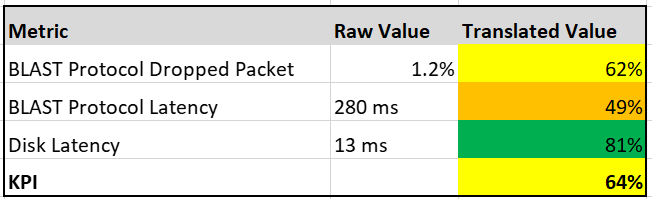 Metric Raw Value Translated Value
BLAST Protocol Dropped Packet 1.2% 62%
BLAST Protocol Latency 280 ms 49%
Disk Latency 13 ms 81%
KPI 64%